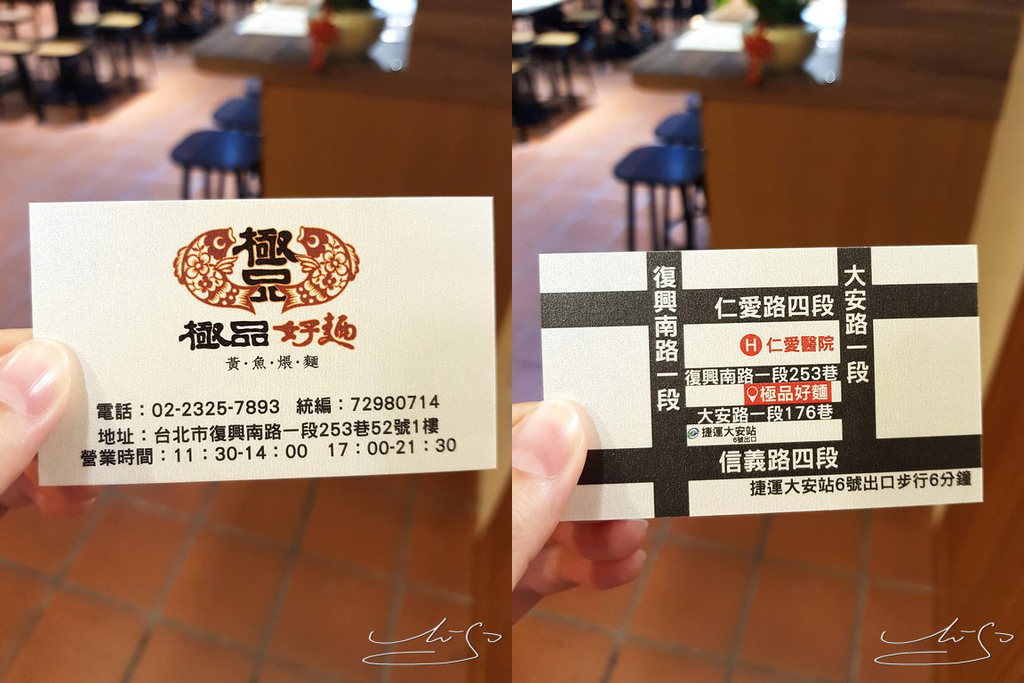 極品
極品 好麵
黃·魚·煨·麵
電話：02-2325-7893 統編：72980714
地址：台北市復興南路一段253巷52號1樓
營業時間：11：30-14：00 17：00-21：30
復興南路一段
大安路一段
仁愛路四段
H 仁愛醫院
復興南路一段253巷
極品好麵
大安路一段176巷
捷運大安站
6號出口
信義路四段
捷運大安站6號出口步行6分鐘